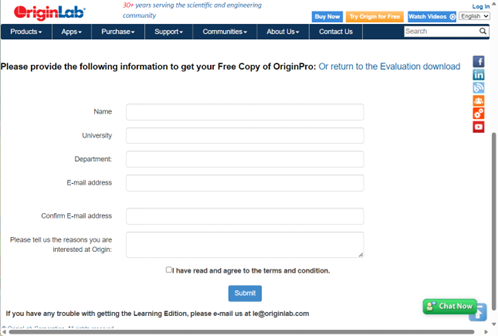 OriginLab®
30+ years serving the scientific and engineering
community
Log In
Buy Now
Try Origin for Free
Watch Videos
English
Products
Apps
Purchase
Support
Communities
About Us
Contact Us
Search
Please provide the following information to get your Free Copy of OriginPro: Or return to the Evaluation download
Name
University
Department:
E-mail address
Confirm E-mail address
Please tell us the reasons you are
interested at Origin:
I have read and agree to the terms and condition.
Submit
Chat Now
If you have any trouble with getting the Learning Edition, please e-mail us at le@originlab.com